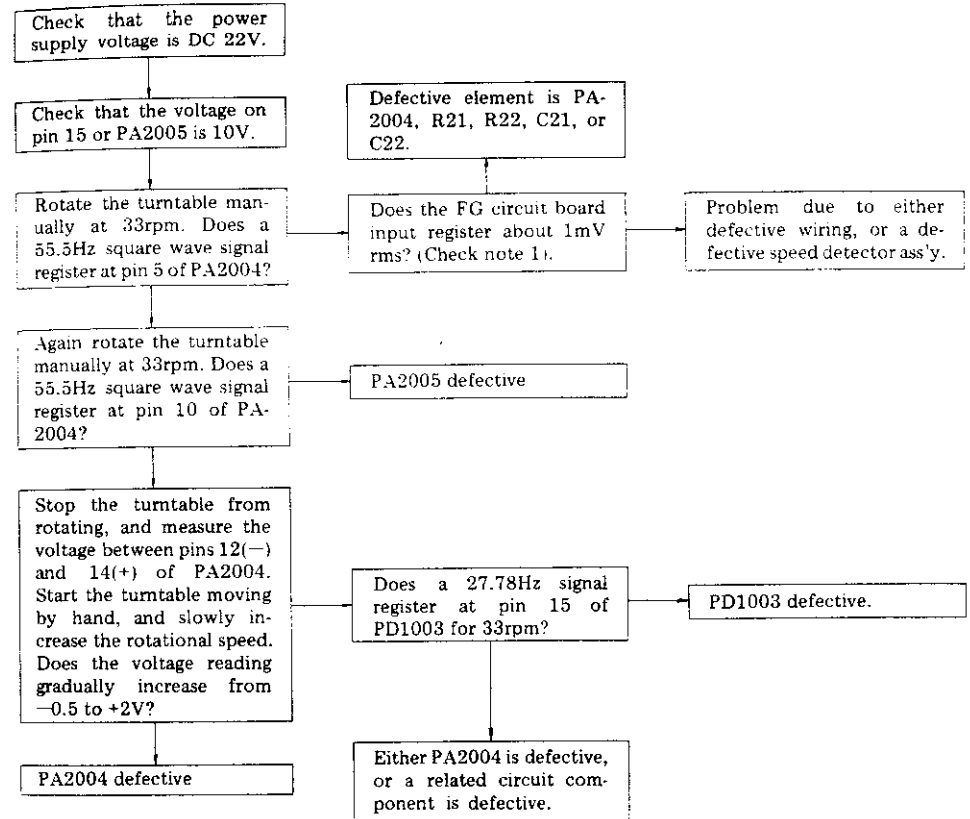 Check that the power
supply voltage is DC 22V.
Check that the voltage on
pin 15 or PA2005 is 10V.
Defective element is PA-
2004, R21, R22, C21, or
C22.
Rotate the turntable man-
ually at 33rpm. Does a
55.5Hz square wave signal
register at pin 5 of PA2004?
Does the FG circuit board
input register about 1mV
rms? (Check note 1).
Problem due to either
defective wiring, or a de-
fective speed detector ass'y.
Again rotate the turntable
manually at 33rpm. Does a
55.5Hz square wave signal
register at pin 10 of PA-
2004?
PA2005 defective
Stop the turntable from
rotating, and measure the
voltage between pins 12(−)
and 14(+) of PA2004.
Start the turntable moving
by hand, and slowly in-
crease the rotational speed.
Does the voltage reading
gradually increase from
−0.5 to +2V?
Does a 27.78Hz signal
register at pin 15 of
PD1003 for 33rpm?
PD1003 defective.
PA2004 defective
Either PA2004 is defective,
or a related circuit com-
ponent is defective.